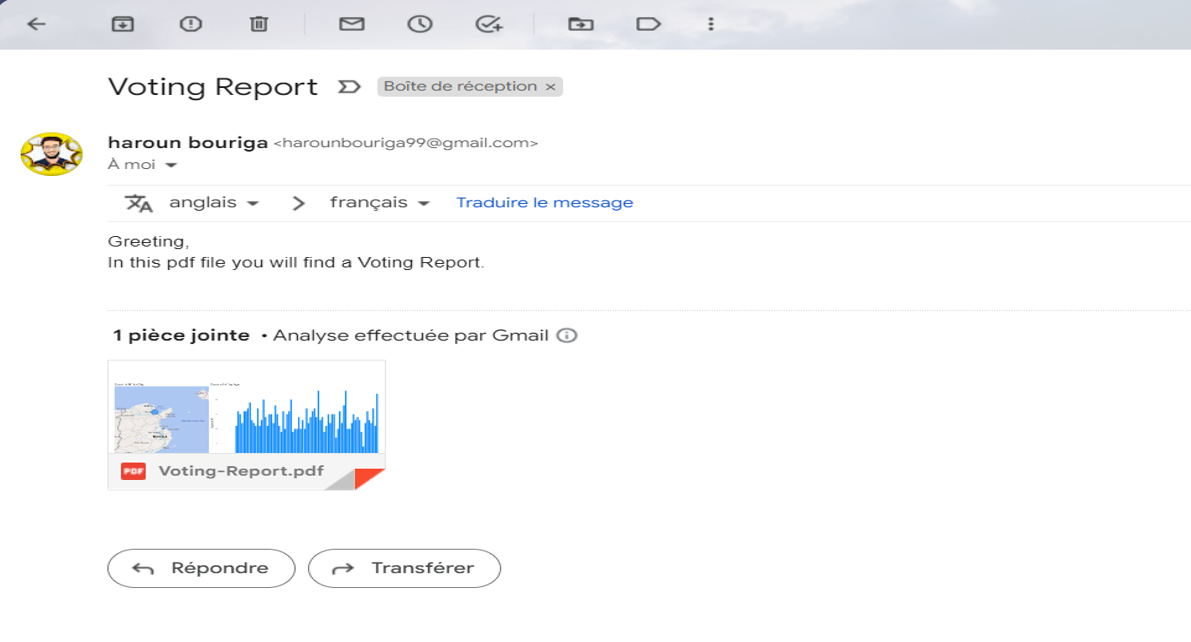 Voting Report Boîte de réception ×
haroun bouriga <harounbouriga99@gmail.com>
À moi
anglais > français Traduire le message
Greeting,
In this pdf file you will find a Voting Report.
1 pièce jointe • Analyse effectuée par Gmail
PDF Voting-Report.pdf
Répondre Transférer